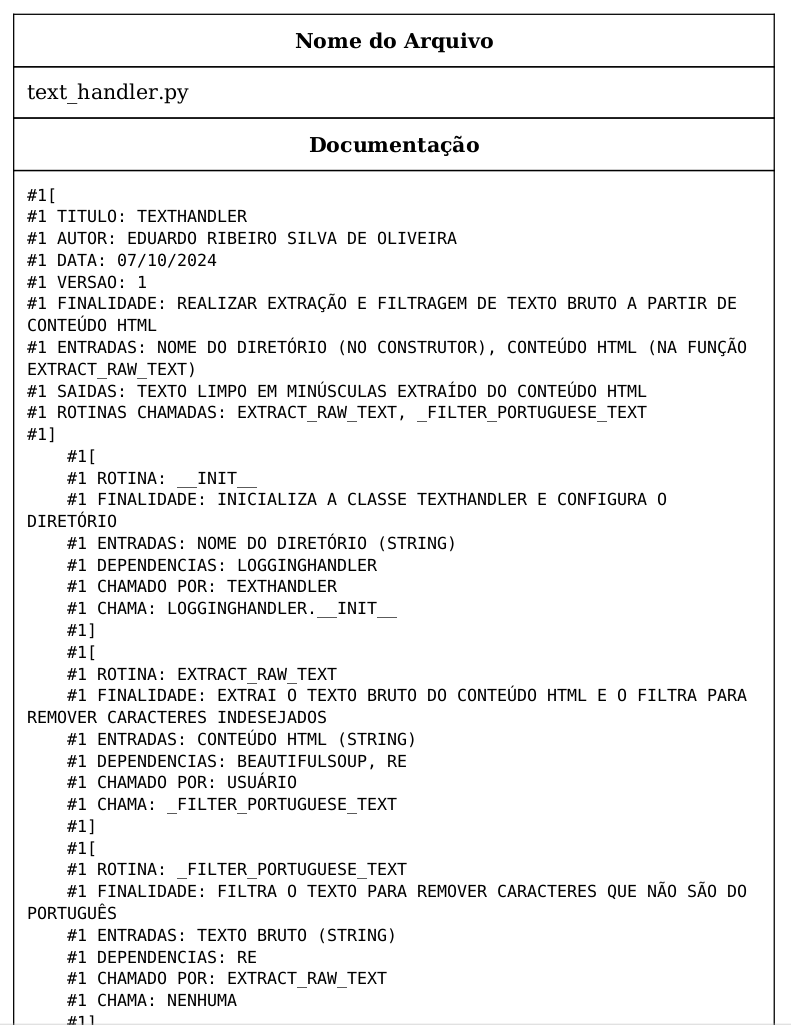 Nome do Arquivo
text_handler.py
Documentação
#1[
#1 TITULO: TEXTHANDLER
#1 AUTOR: EDUARDO RIBEIRO SILVA DE OLIVEIRA
#1 DATA: 07/10/2024
#1 VERSAO: 1
#1 FINALIDADE: REALIZAR EXTRAÇÃO E FILTRAGEM DE TEXTO BRUTO A PARTIR DE
CONTEÚDO HTML
#1 ENTRADAS: NOME DO DIRETÓRIO (NO CONSTRUTOR), CONTEÚDO HTML (NA FUNÇÃO
EXTRACT_RAW_TEXT)
#1 SAIDAS: TEXTO LIMPO EM MINÚSCULAS EXTRAÍDO DO CONTEÚDO HTML
#1 ROTINAS CHAMADAS: EXTRACT_RAW_TEXT, _FILTER_PORTUGUESE_TEXT
#1]
    #1[
    #1 ROTINA: __INIT__
    #1 FINALIDADE: INICIALIZA A CLASSE TEXTHANDLER E CONFIGURA O
DIRETÓRIO
    #1 ENTRADAS: NOME DO DIRETÓRIO (STRING)
    #1 DEPENDENCIAS: LOGGINGHANDLER
    #1 CHAMADO POR: TEXTHANDLER
    #1 CHAMA: LOGGINGHANDLER.__INIT__
    #1]
    #1[
    #1 ROTINA: EXTRACT_RAW_TEXT
    #1 FINALIDADE: EXTRAI O TEXTO BRUTO DO CONTEÚDO HTML E O FILTRA PARA
REMOVER CARACTERES INDESEJADOS
    #1 ENTRADAS: CONTEÚDO HTML (STRING)
    #1 DEPENDENCIAS: BEAUTIFULSOUP, RE
    #1 CHAMADO POR: USUÁRIO
    #1 CHAMA: _FILTER_PORTUGUESE_TEXT
    #1]
    #1[
    #1 ROTINA: _FILTER_PORTUGUESE_TEXT
    #1 FINALIDADE: FILTRA O TEXTO PARA REMOVER CARACTERES QUE NÃO SÃO DO
PORTUGUÊS
    #1 ENTRADAS: TEXTO BRUTO (STRING)
    #1 DEPENDENCIAS: RE
    #1 CHAMADO POR: EXTRACT_RAW_TEXT
    #1 CHAMA: NENHUMA
    #1]